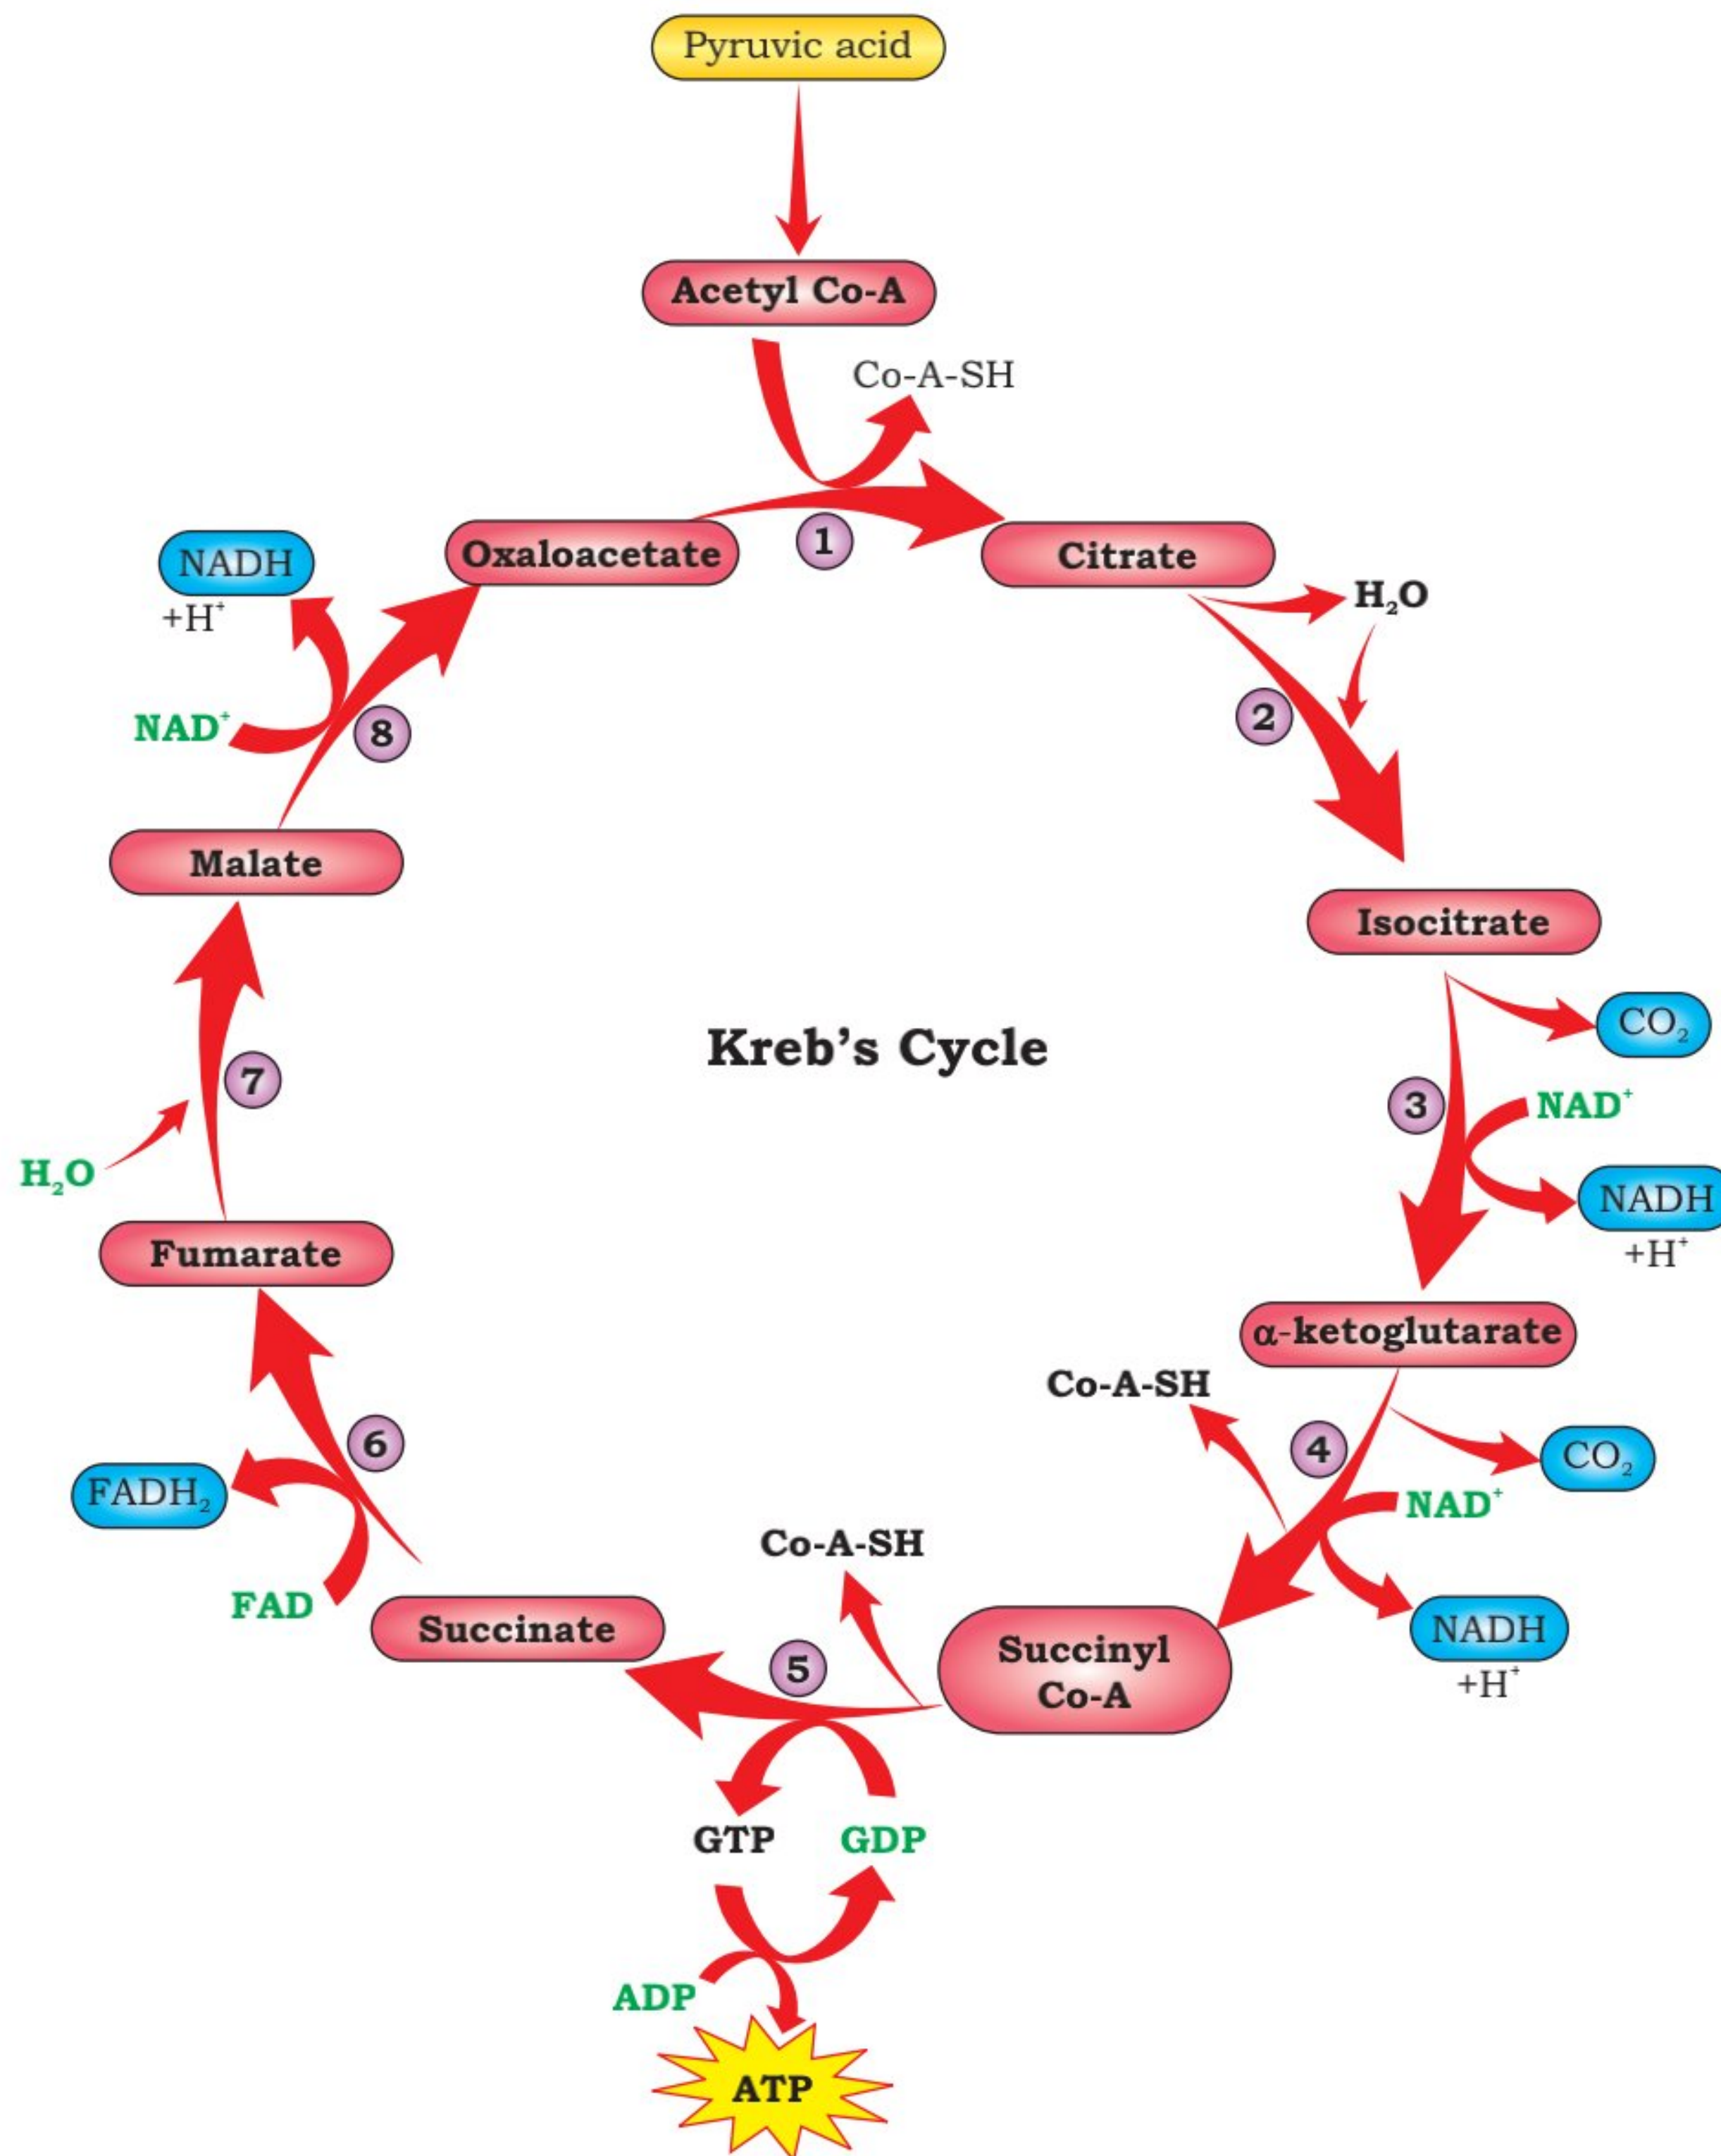 Pyruvic acid
Acetyl Co-A
Co-A-SH
Oxaloacetate
1
Citrate
NADH
+H⁺
H₂O
NAD⁺
8
2
Malate
Isocitrate
CO₂
Kreb's Cycle
7
3
NAD⁺
H₂O
NADH
+H⁺
Fumarate
α-ketoglutarate
Co-A-SH
6
4
CO₂
FADH₂
NAD⁺
Co-A-SH
FAD
Succinate
NADH
+H⁺
5
Succinyl
Co-A
GTP
GDP
ADP
ATP